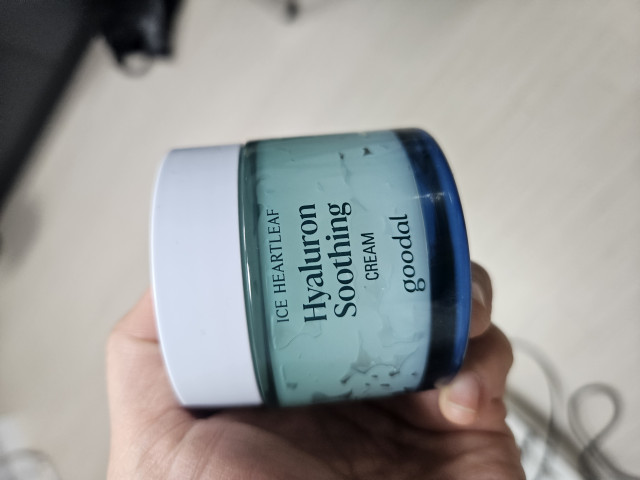 ICE HEARTLEAF
Hyaluron
Soothing
CREAM
goodal